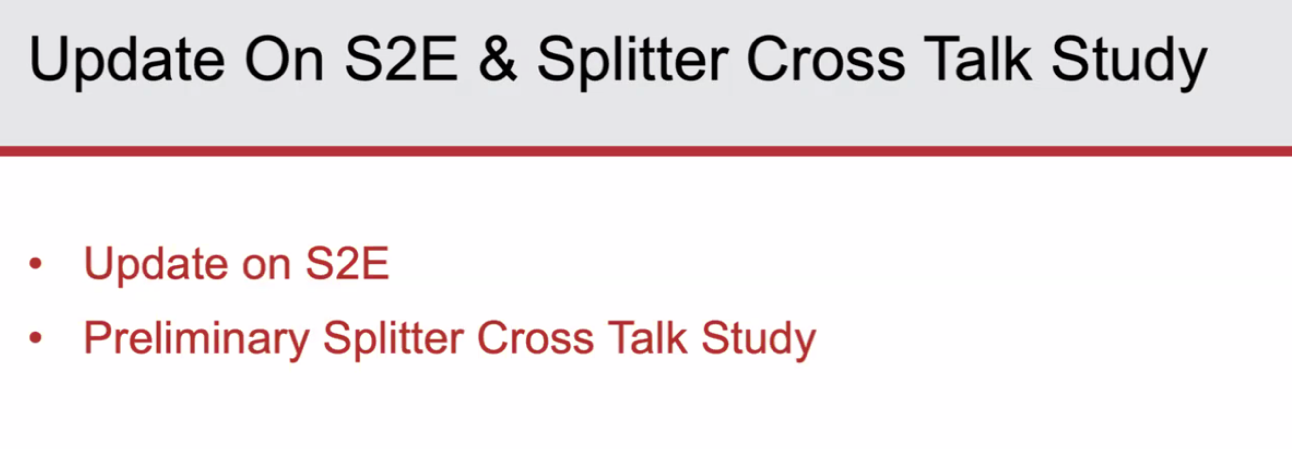 Update On S2E & Splitter Cross Talk Study
• Update on S2E
• Preliminary Splitter Cross Talk Study